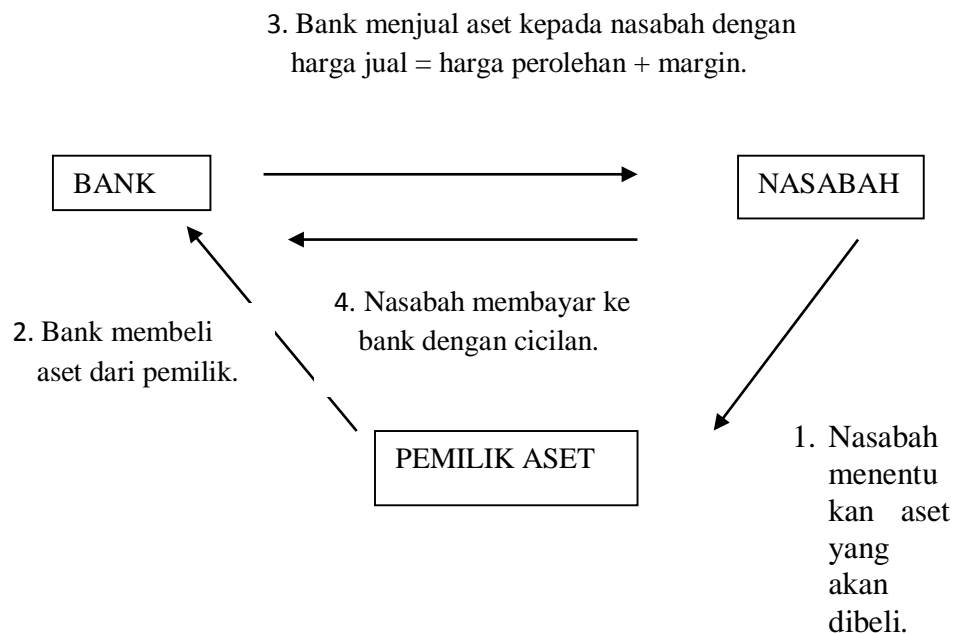 3. Bank menjual aset kepada nasabah dengan
harga jual = harga perolehan + margin.
BANK
NASABAH
4. Nasabah membayar ke
bank dengan cicilan.
2. Bank membeli
aset dari pemilik.
PEMILIK ASET
1. Nasabah
menentu
kan aset
yang
akan
dibeli.